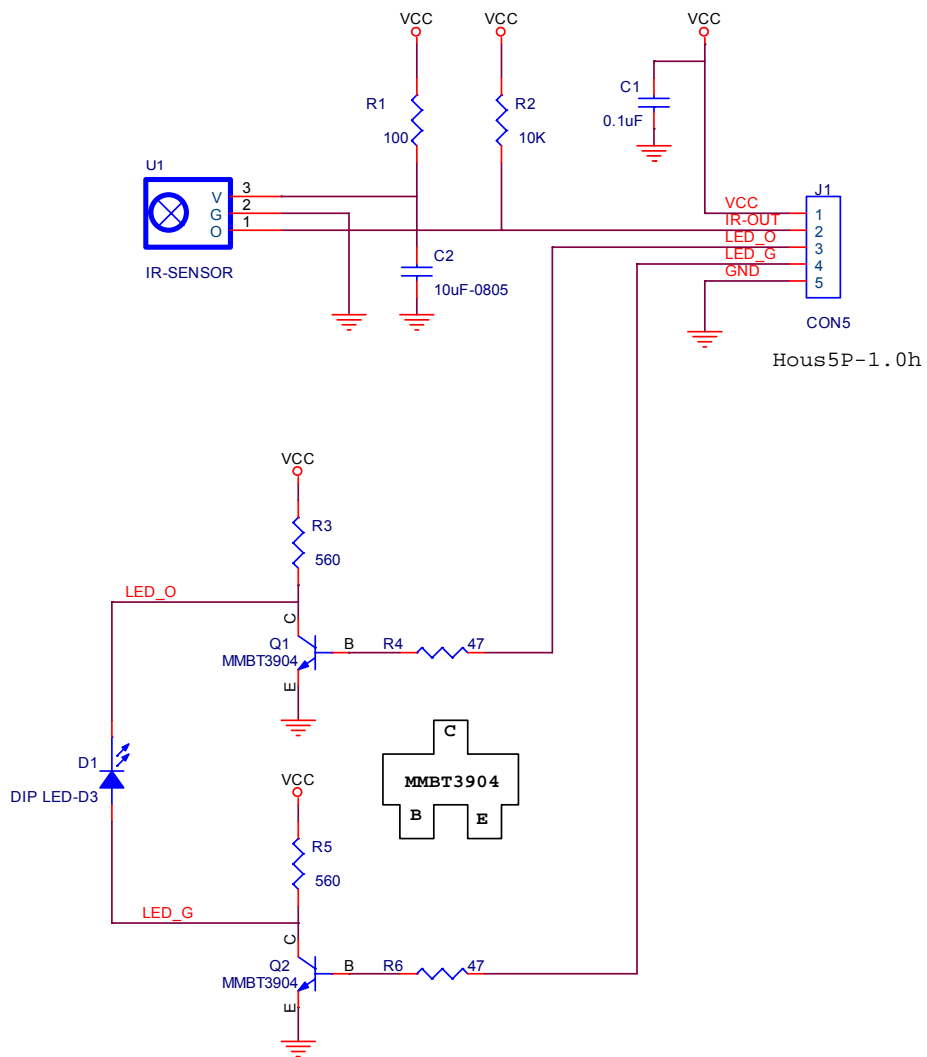 VCC
VCC
VCC
R1
100
R2
10K
C1
0.1uF
U1
V
G
O
3
2
1
IR-SENSOR
C2
10uF-0805
J1
VCC
IR-OUT
LED_O
LED_G
GND
1
2
3
4
5
CON5
Hous5P-1.0h
VCC
R3
560
LED_O
C
Q1
MMBT3904
B
E
R4
47
C
MMBT3904
B
E
D1
DIP LED-D3
VCC
R5
560
LED_G
C
Q2
MMBT3904
B
E
R6
47